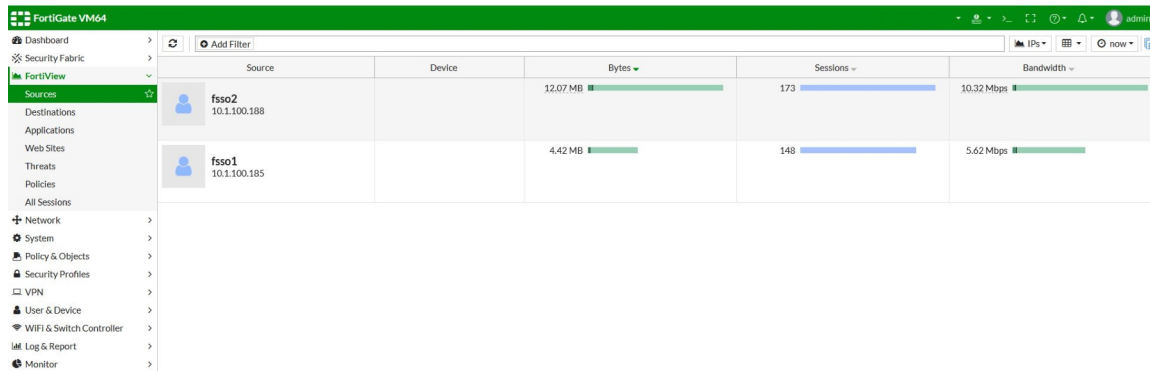 FortiGate VM64
>_
admin
Dashboard
Security Fabric
FortiView
Sources
Destinations
Applications
Web Sites
Threats
Policies
All Sessions
Network
System
Policy & Objects
Security Profiles
VPN
User & Device
WiFi & Switch Controller
Log & Report
Monitor
Add Filter
IPs
now
Source Device Bytes Sessions Bandwidth
fsso2
10.1.100.188
12.07 MB 173 10.32 Mbps
fsso1
10.1.100.185
4.42 MB 148 5.62 Mbps